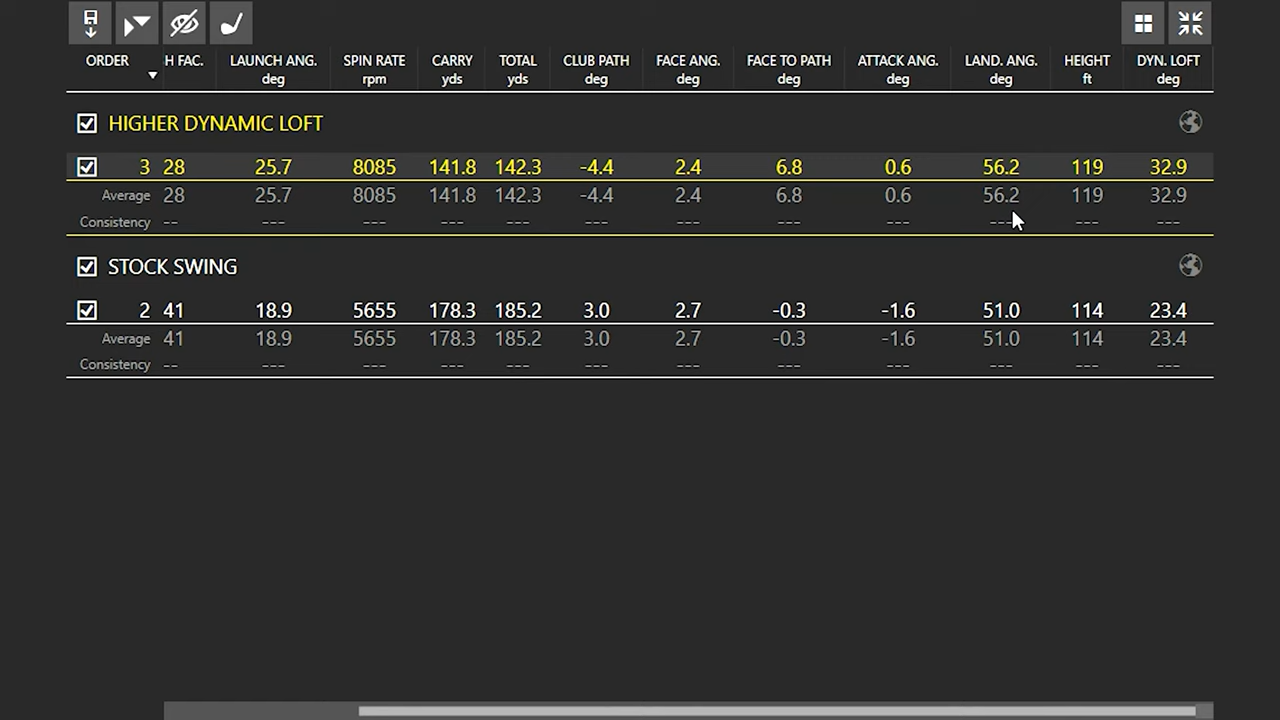 ORDER H FAC. LAUNCH ANG. SPIN RATE CARRY TOTAL CLUB PATH FACE ANG. FACE TO PATH ATTACK ANG. LAND. ANG. HEIGHT DYN. LOFT
deg rpm yds yds deg deg deg deg deg ft deg
HIGHER DYNAMIC LOFT
3 28 25.7 8085 141.8 142.3 -4.4 2.4 6.8 0.6 56.2 119 32.9
Average 28 25.7 8085 141.8 142.3 -4.4 2.4 6.8 0.6 56.2 119 32.9
Consistency -- --- --- --- --- --- --- --- --- --- --- ---
STOCK SWING
2 41 18.9 5655 178.3 185.2 3.0 2.7 -0.3 -1.6 51.0 114 23.4
Average 41 18.9 5655 178.3 185.2 3.0 2.7 -0.3 -1.6 51.0 114 23.4
Consistency -- --- --- --- --- --- --- --- --- --- --- ---